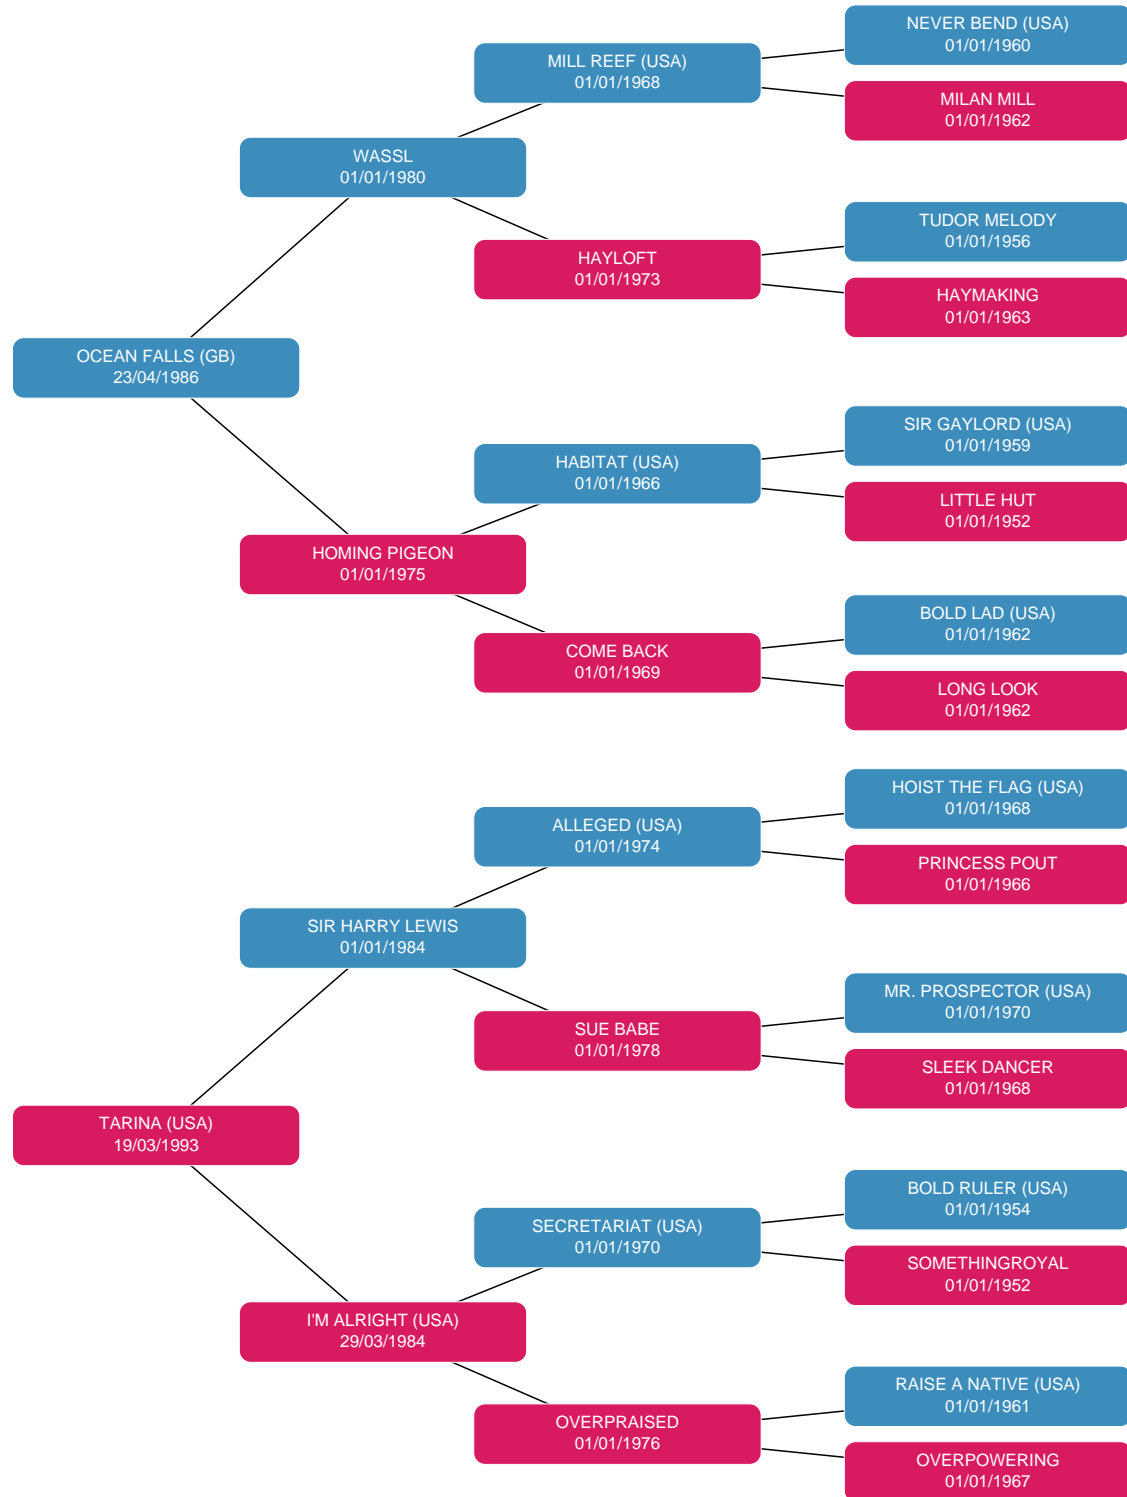 NEVER BEND (USA)
01/01/1960
MILL REEF (USA)
01/01/1968
MILAN MILL
01/01/1962
WASSL
01/01/1980
TUDOR MELODY
01/01/1956
HAYLOFT
01/01/1973
HAYMAKING
01/01/1963
OCEAN FALLS (GB)
23/04/1986
SIR GAYLORD (USA)
01/01/1959
HABITAT (USA)
01/01/1966
LITTLE HUT
01/01/1952
HOMING PIGEON
01/01/1975
BOLD LAD (USA)
01/01/1962
COME BACK
01/01/1969
LONG LOOK
01/01/1962
HOIST THE FLAG (USA)
01/01/1968
ALLEGED (USA)
01/01/1974
PRINCESS POUT
01/01/1966
SIR HARRY LEWIS
01/01/1984
MR. PROSPECTOR (USA)
01/01/1970
SUE BABE
01/01/1978
SLEEK DANCER
01/01/1968
TARINA (USA)
19/03/1993
BOLD RULER (USA)
01/01/1954
SECRETARIAT (USA)
01/01/1970
SOMETHINGROYAL
01/01/1952
I'M ALRIGHT (USA)
29/03/1984
RAISE A NATIVE (USA)
01/01/1961
OVERPRAISED
01/01/1976
OVERPOWERING
01/01/1967